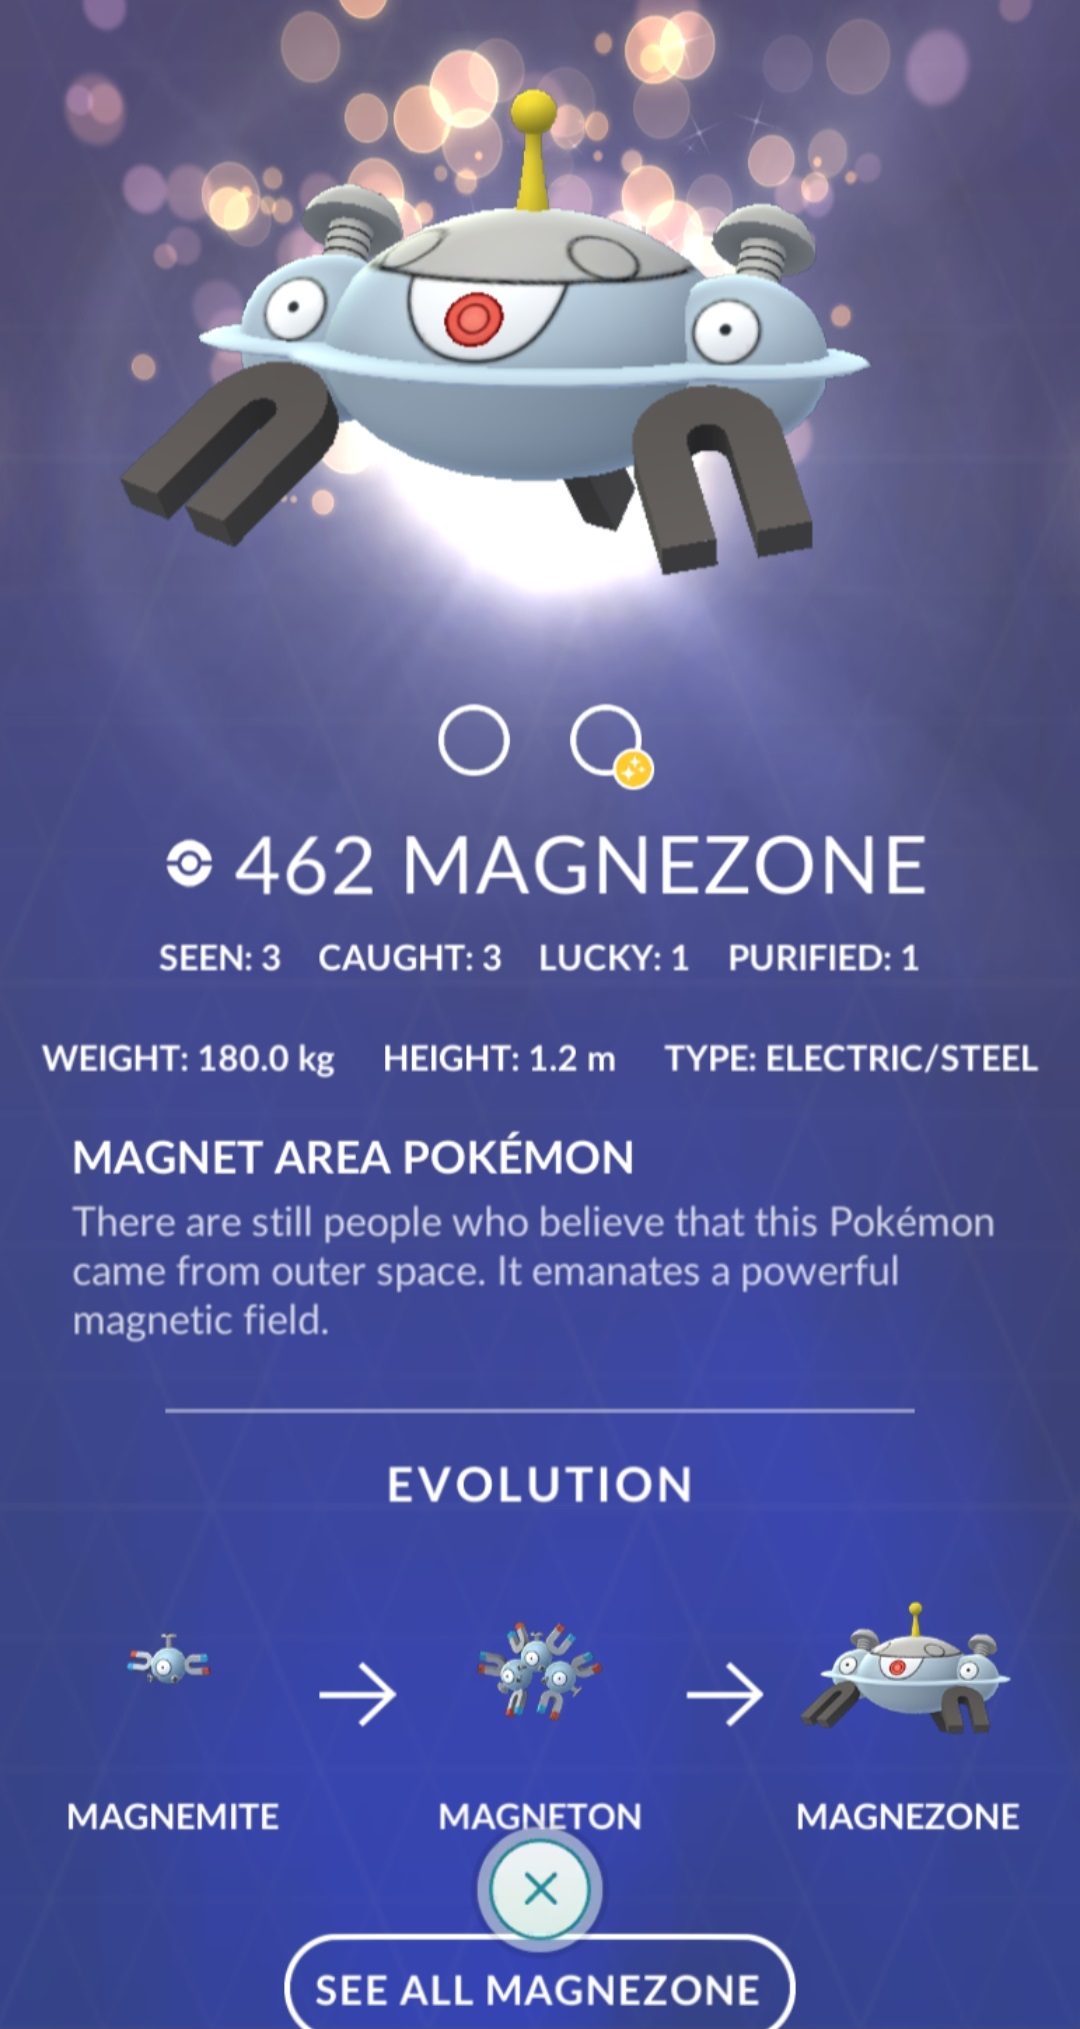 462 MAGNEZONE
SEEN: 3 CAUGHT: 3 LUCKY: 1 PURIFIED: 1
WEIGHT: 180.0 kg HEIGHT: 1.2 m TYPE: ELECTRIC/STEEL
MAGNET AREA POKÉMON
There are still people who believe that this Pokémon
came from outer space. It emanates a powerful
magnetic field.
EVOLUTION
MAGNEMITE MAGNETON MAGNEZONE
SEE ALL MAGNEZONE